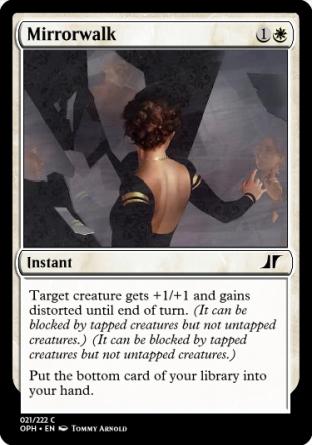 Mirrorwalk 1
Instant
Target creature gets +1/+1 and gains
distorted until end of turn. (It can be
blocked by tapped creatures but not untapped
creatures.) (It can be blocked by tapped
creatures but not untapped creatures.)
Put the bottom card of your library into
your hand.
021/222 C
OPH • EN Tommy Arnold